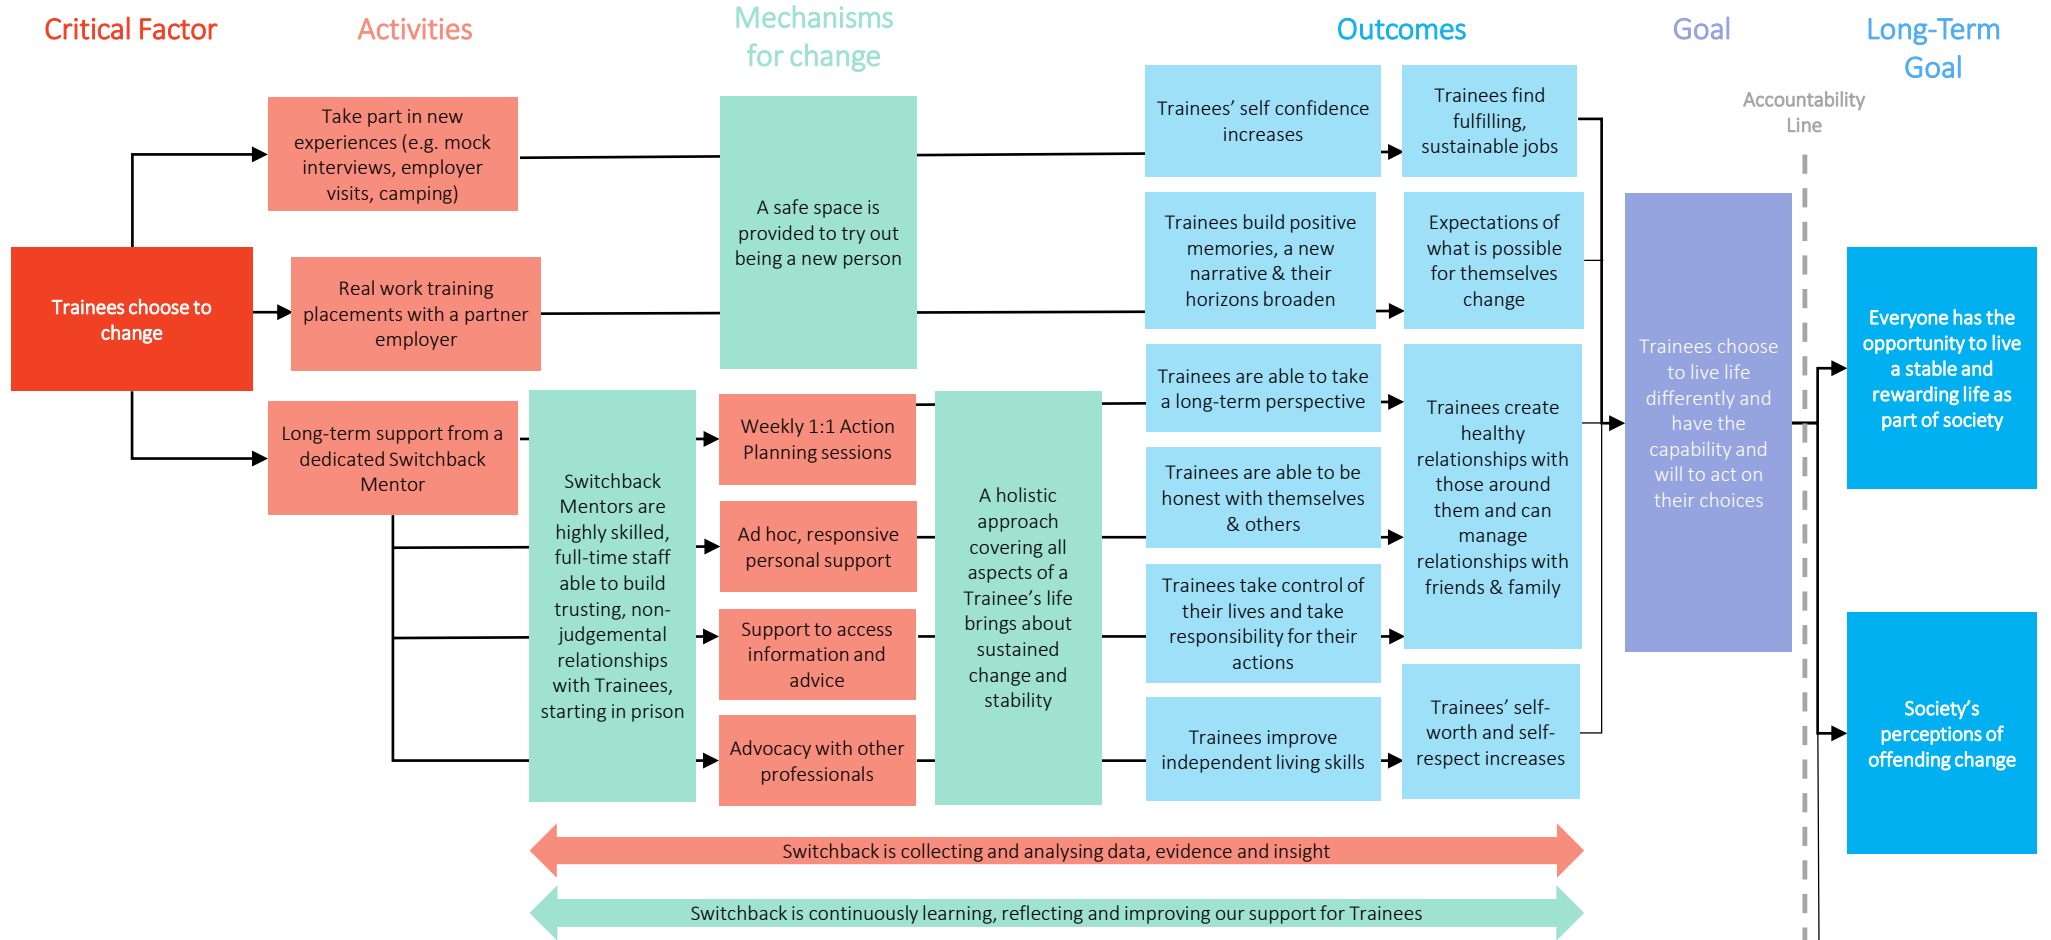 Critical Factor
Activities
Mechanisms
for change
Outcomes
Goal
Long-Term
Goal
Accountability
Line
Trainees choose to
change
Take part in new
experiences (e.g. mock
interviews, employer
visits, camping)
Real work training
placements with a partner
employer
Long-term support from a
dedicated Switchback
Mentor
A safe space is
provided to try out
being a new person
Switchback
Mentors are
highly skilled,
full-time staff
able to build
trusting, non-
judgemental
relationships
with Trainees,
starting in prison
Weekly 1:1 Action
Planning sessions
Ad hoc, responsive
personal support
Support to access
information and
advice
Advocacy with other
professionals
A holistic
approach
covering all
aspects of a
Trainee’s life
brings about
sustained
change and
stability
Trainees’ self confidence
increases
Trainees build positive
memories, a new
narrative & their
horizons broaden
Trainees are able to take
a long-term perspective
Trainees are able to be
honest with themselves
& others
Trainees take control of
their lives and take
responsibility for their
actions
Trainees improve
independent living skills
Trainees find
fulfilling,
sustainable jobs
Expectations of
what is possible
for themselves
change
Trainees create
healthy
relationships with
those around
them and can
manage
relationships with
friends & family
Trainees’ self-
worth and self-
respect increases
Trainees choose
to live life
differently and
have the
capability and
will to act on
their choices
Everyone has the
opportunity to live
a stable and
rewarding life as
part of society
Society’s
perceptions of
offending change
Switchback is collecting and analysing data, evidence and insight
Switchback is continuously learning, reflecting and improving our support for Trainees